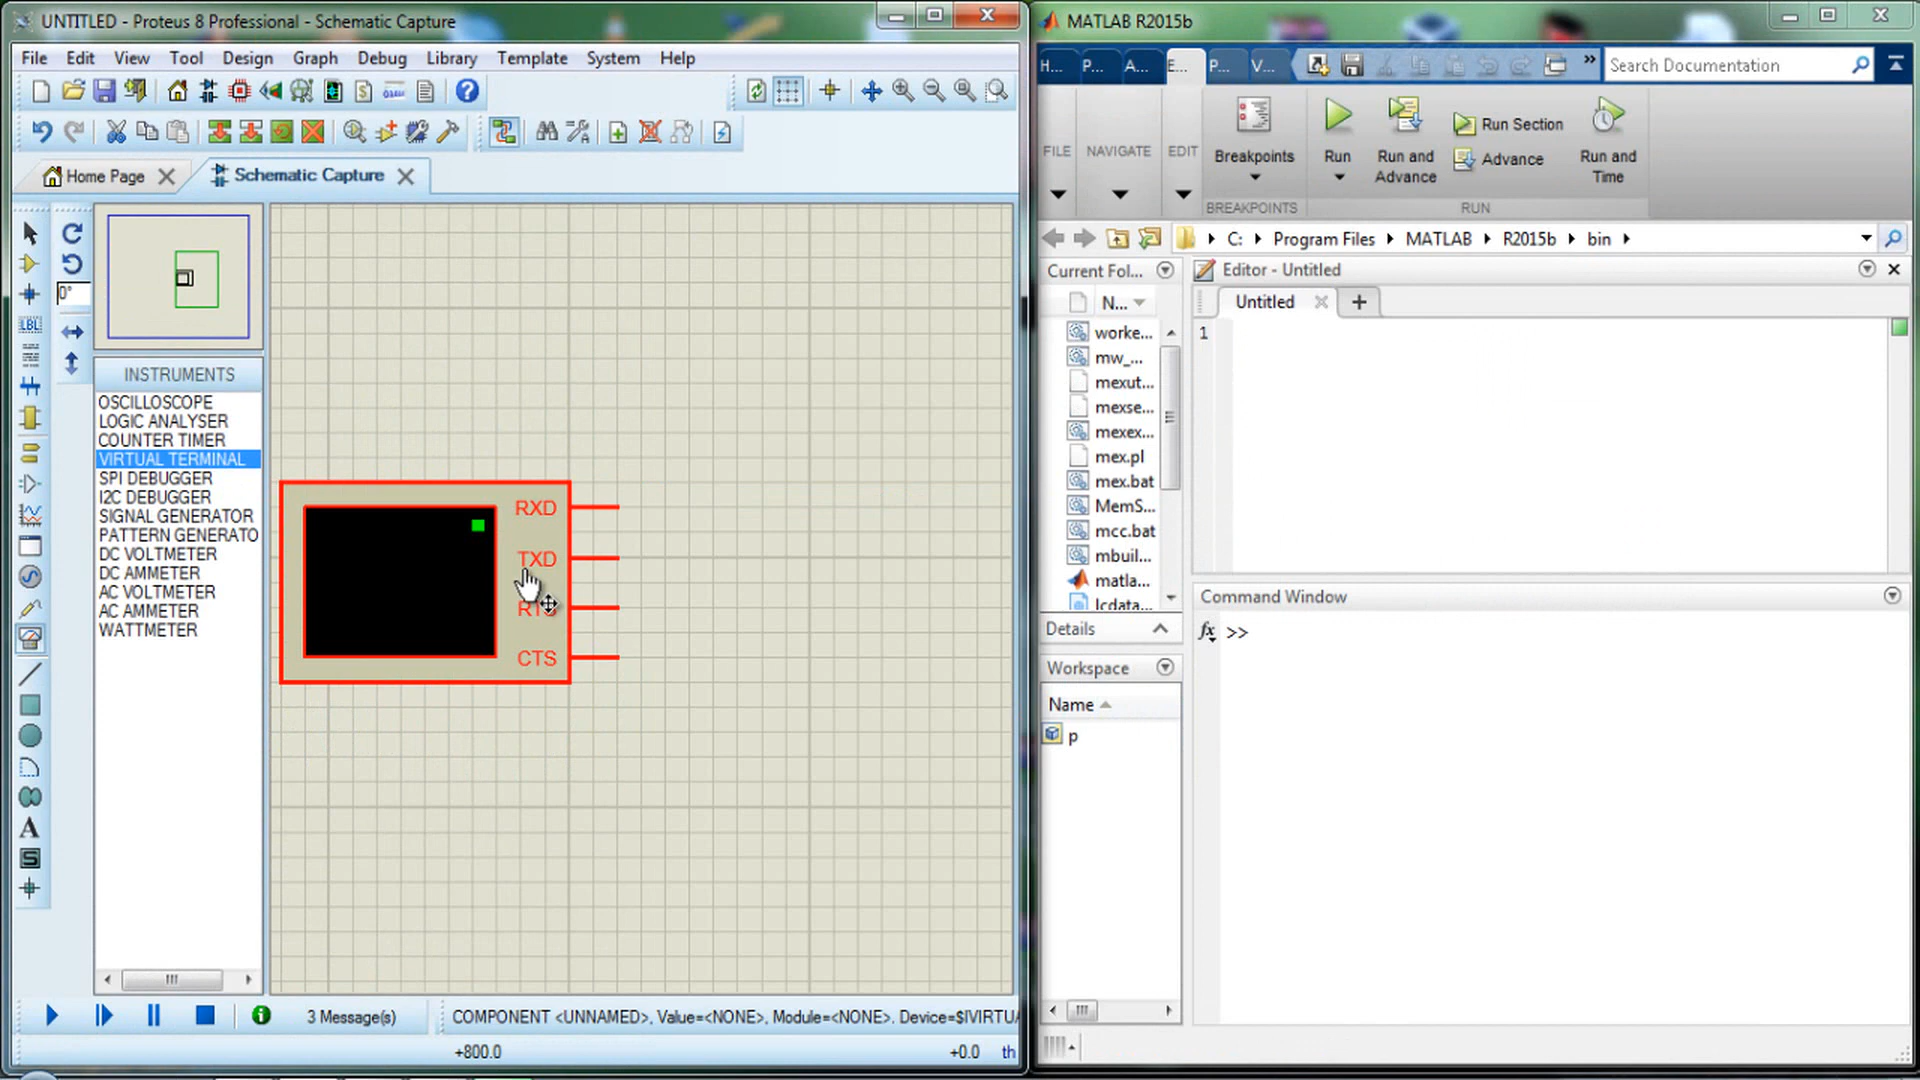 UNTITLED - Proteus 8 Professional - Schematic Capture
File Edit View Tool Design Graph Debug Library Template System Help
Home Page
Schematic Capture
LBL
0°
INSTRUMENTS
OSCILLOSCOPE
LOGIC ANALYSER
COUNTER TIMER
VIRTUAL TERMINAL
SPI DEBUGGER
I2C DEBUGGER
SIGNAL GENERATOR
PATTERN GENERATO
DC VOLTMETER
DC AMMETER
AC VOLTMETER
AC AMMETER
WATTMETER
A
S
RXD
TXD
RTS
CTS
3 Message(s)
COMPONENT <UNNAMED>, Value=<NONE>, Module=<NONE>. Device=$IVIRTUA
+800.0 +0.0 th
MATLAB R2015b
H... P... A... E... P... V...
Search Documentation
FILE NAVIGATE EDIT
Breakpoints
Run
Run and Advance
Run Section
Advance
Run and Time
BREAKPOINTS RUN
C: Program Files MATLAB R2015b bin
Current Fol...
N...
worke...
mw_...
mexut...
mexse...
mexex...
mex.pl
mex.bat
MemS...
mcc.bat
mbuil...
matla...
lcdata...
Details
Workspace
Name
p
Editor - Untitled
Untitled
1
Command Window
fx >>